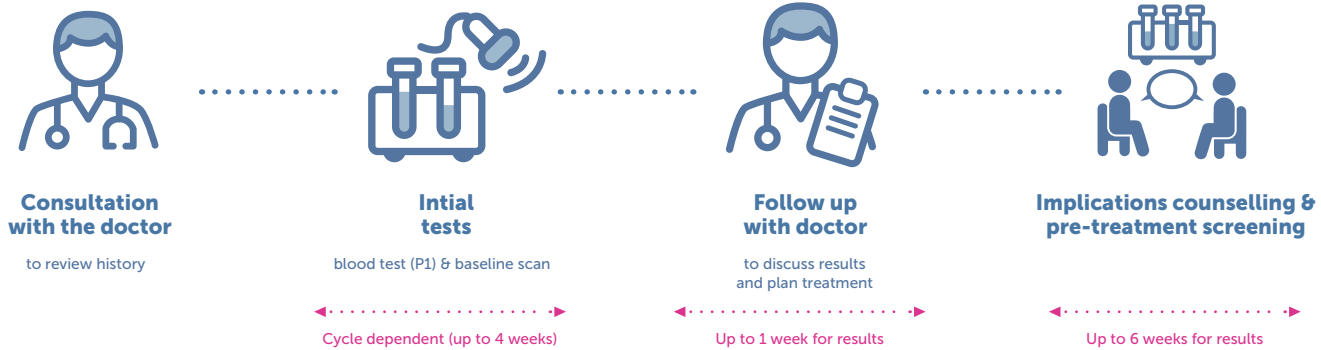 Consultation
with the doctor
to review history
Intial
tests
blood test (P1) & baseline scan
Cycle dependent (up to 4 weeks)
Follow up
with doctor
to discuss results
and plan treatment
Up to 1 week for results
Implications counselling &
pre-treatment screening
Up to 6 weeks for results